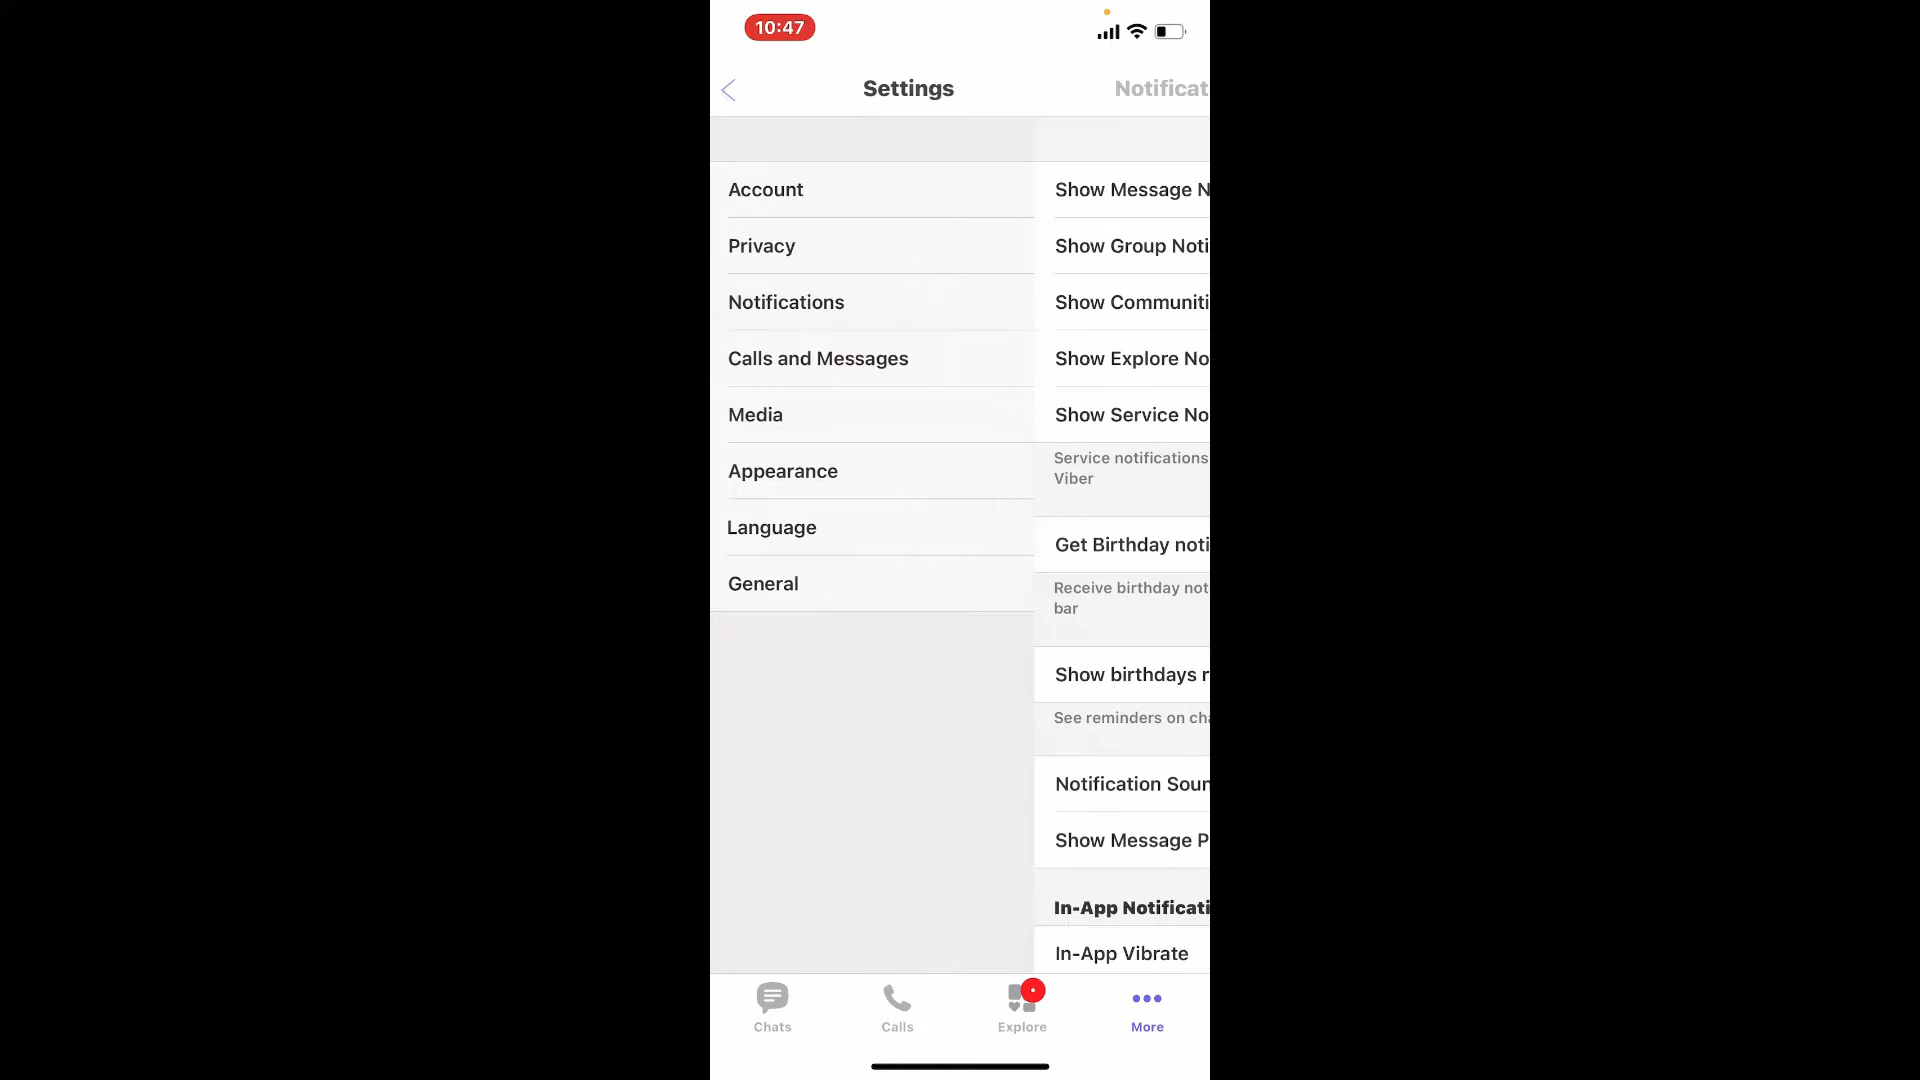 10:47
Settings
Notificat
Account
Privacy
Notifications
Calls and Messages
Media
Appearance
Language
General
Show Message N
Show Group Noti
Show Communiti
Show Explore No
Show Service No
Service notifications
Viber
Get Birthday noti
Receive birthday not
bar
Show birthdays r
See reminders on cha
Notification Soun
Show Message P
In-App Notificati
In-App Vibrate
Chats
Calls
Explore
More